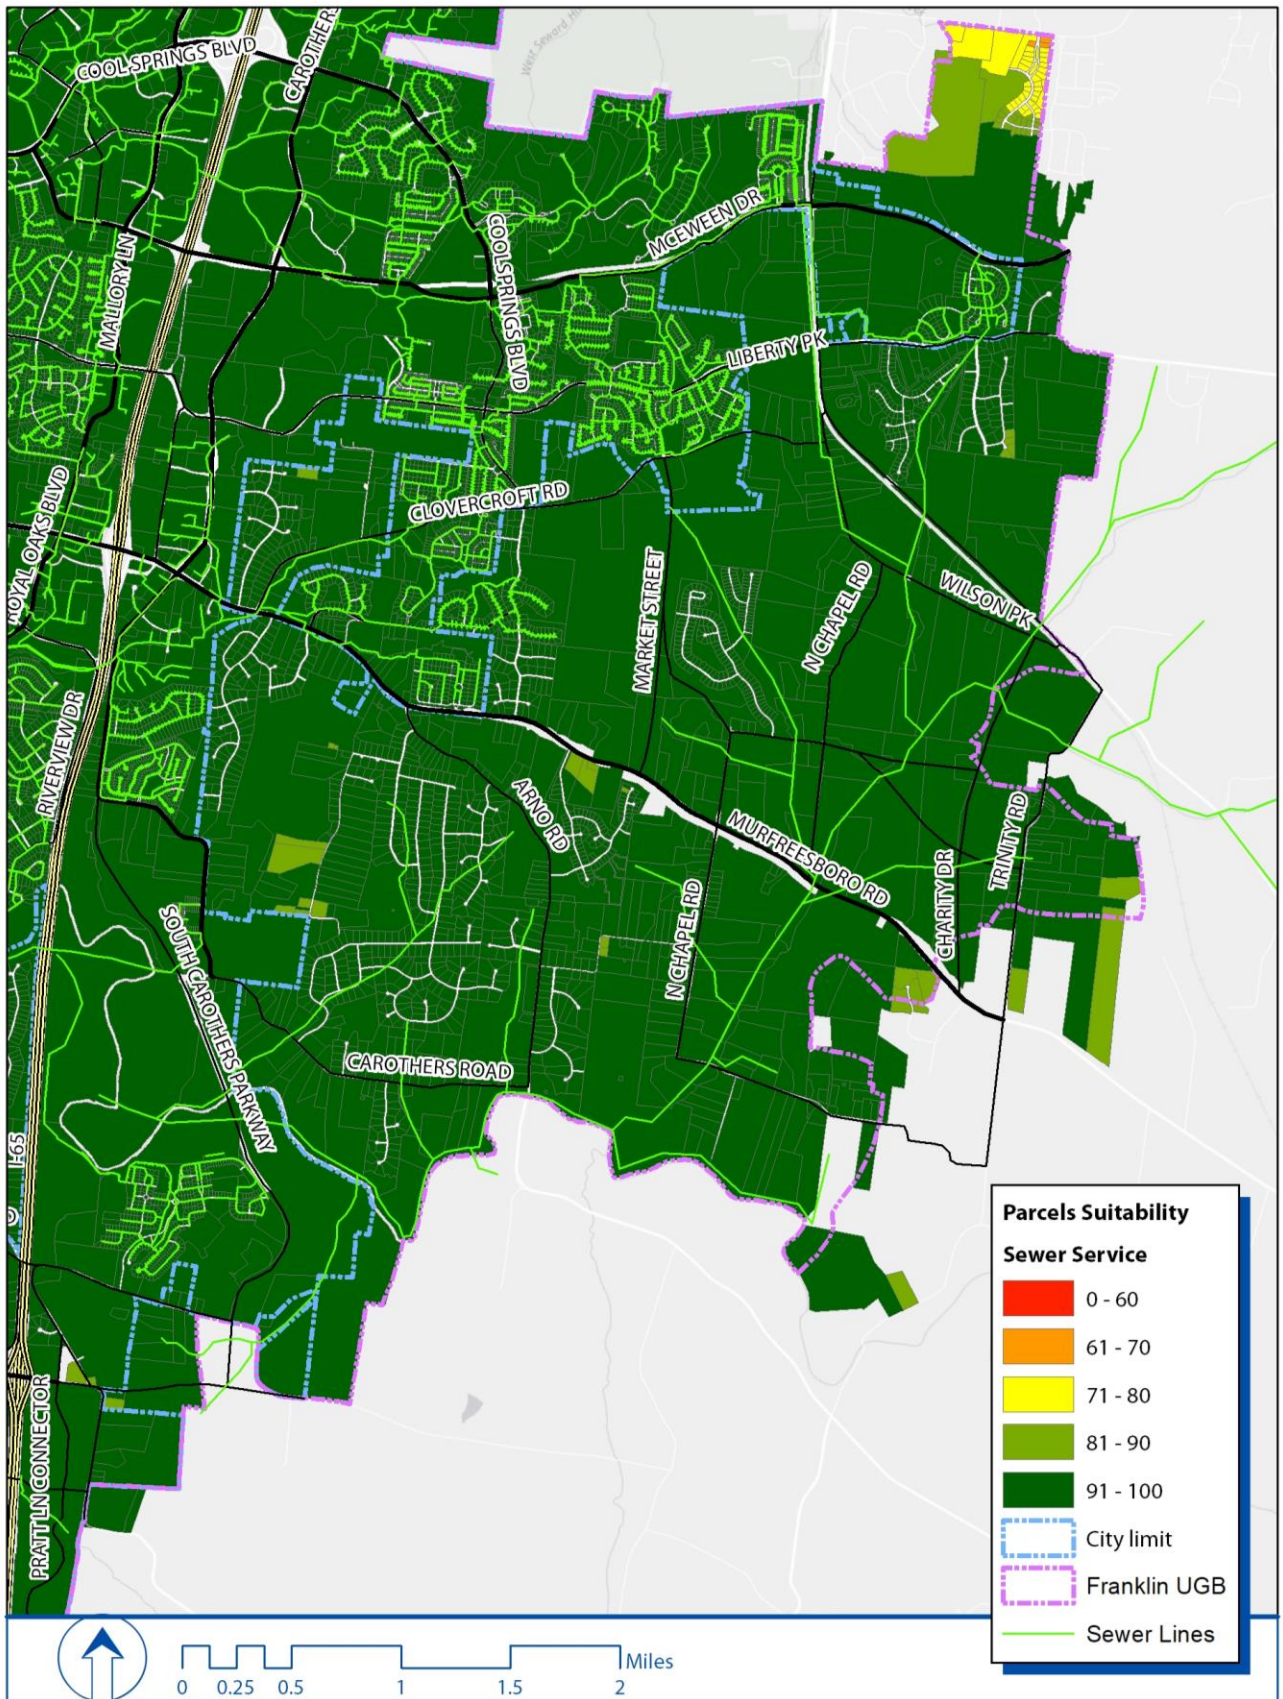 COOL SPRINGS BLVD
CAROTHERS
West Seward H
MALLORY LN
COOLSPRINGS BLVD
MCEWEEN DR
LIBERTY PK
ROYAL OAKS BLVD
CLOVERCROFT RD
MARKET STREET
N CHAPEL RD
WILSON PK
RIVERVIEW DR
ARNO RD
MURFREESBORO RD
CHARITY DR
TRINITY RD
N CHAPEL RD
SOUTH CAROTHERS PARKWAY
CAROTHERS ROAD
I-65
PRATT LN CONNECTOR
Parcels Suitability
Sewer Service
0 - 60
61 - 70
71 - 80
81 - 90
91 - 100
City limit
Franklin UGB
Sewer Lines
Miles
0 0.25 0.5 1 1.5 2